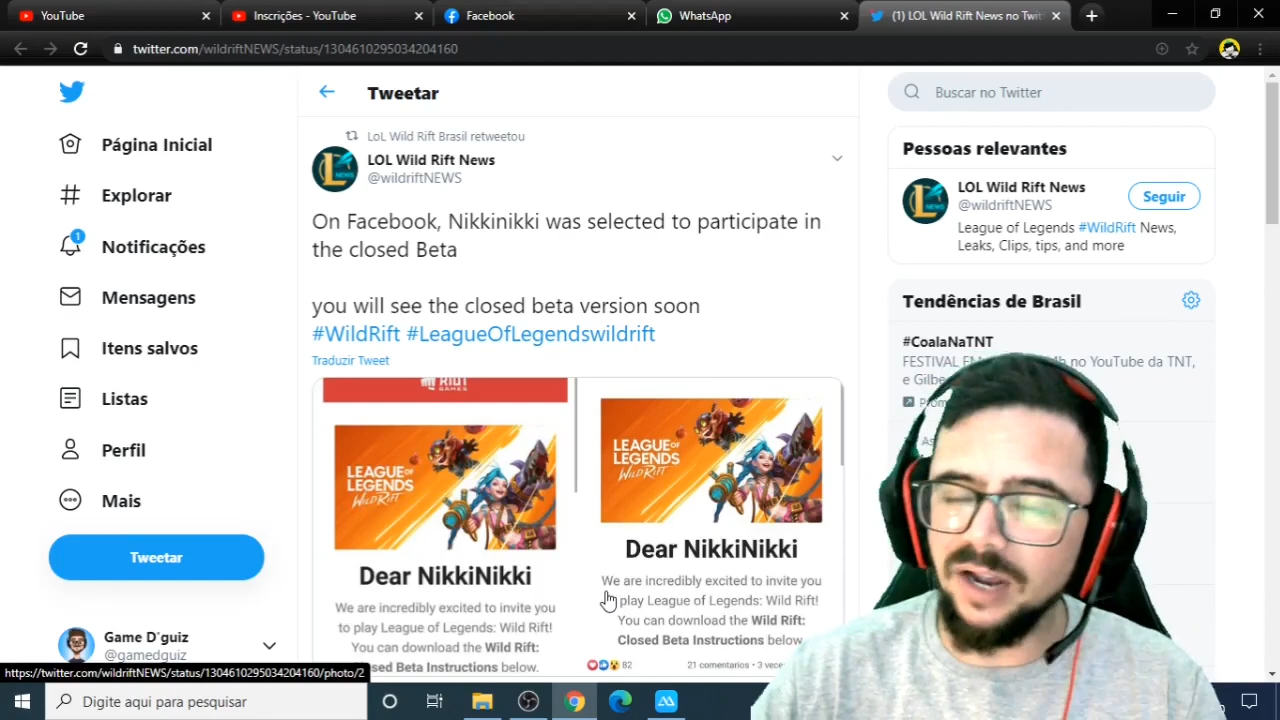 YouTube
Inscrições - YouTube
Facebook
WhatsApp
(1) LOL Wild Rift News no Twit
twitter.com/wildriftNEWS/status/1304610295034204160
Página Inicial
Explorar
1
Notificações
Mensagens
Itens salvos
Listas
Perfil
Mais
Tweetar
Game D'guiz
@gamedguiz
Tweetar
LoL Wild Rift Brasil retweetou
LOL Wild Rift News
@wildriftNEWS
On Facebook, Nikkinikki was selected to participate in
the closed Beta
you will see the closed beta version soon
#WildRift #LeagueOfLegendswildrift
Traduzir Tweet
RIOT
GAMES
LEAGUE OF
LEGENDS
WILD RIFT
Dear NikkiNikki
We are incredibly excited to invite you
to play League of Legends: Wild Rift!
You can download the Wild Rift:
Closed Beta Instructions below.
LEAGUE OF
LEGENDS
WILD RIFT
Dear NikkiNikki
We are incredibly excited to invite you
play League of Legends: Wild Rift!
You can download the Wild Rift:
Closed Beta Instructions below.
82
21 comentarios · 3 vece
Buscar no Twitter
Pessoas relevantes
LOL Wild Rift News
@wildriftNEWS
Seguir
League of Legends #WildRift News,
Leaks, Clips, tips, and more
Tendências de Brasil
#CoalaNaTNT
FESTIVAL
no YouTube da TNT,
e Gilbe
https://twitter.com/wildriftNEWS/status/1304610295034204160/photo/2
Digite aqui para pesquisar